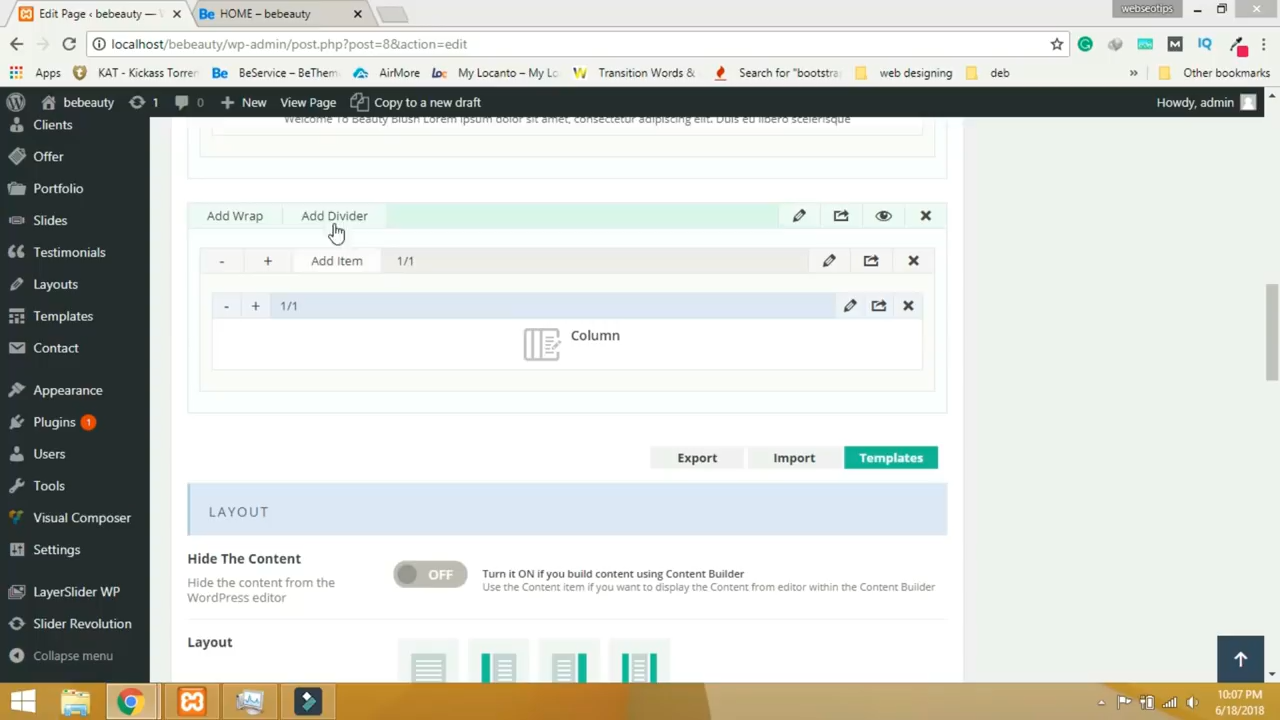 Edit Page ‹ bebeauty — W
HOME – bebeauty
webseotips
localhost/bebeauty/wp-admin/post.php?post=8&action=edit
Apps
KAT - Kickass Torren
BeService – BeThem
AirMore
My Locanto – My Lo
Transition Words &
Search for "bootstra
web designing
deb
»
Other bookmarks
bebeauty
1
0
New
View Page
Copy to a new draft
Howdy, admin
Clients
Offer
Portfolio
Slides
Testimonials
Layouts
Templates
Contact
Appearance
Plugins 1
Users
Tools
Visual Composer
Settings
LayerSlider WP
Slider Revolution
Collapse menu
Welcome To Beauty Blush Lorem ipsum dolor sit amet, consectetur adipiscing elit. Duis eu libero scelerisque
Add Wrap
Add Divider
-
+
Add Item
1/1
-
+
1/1
Column
Export
Import
Templates
LAYOUT
Hide The Content
Hide the content from the
WordPress editor
OFF
Turn it ON if you build content using Content Builder
Use the Content item if you want to display the Content from editor within the Content Builder
Layout
10:07 PM
6/18/2018